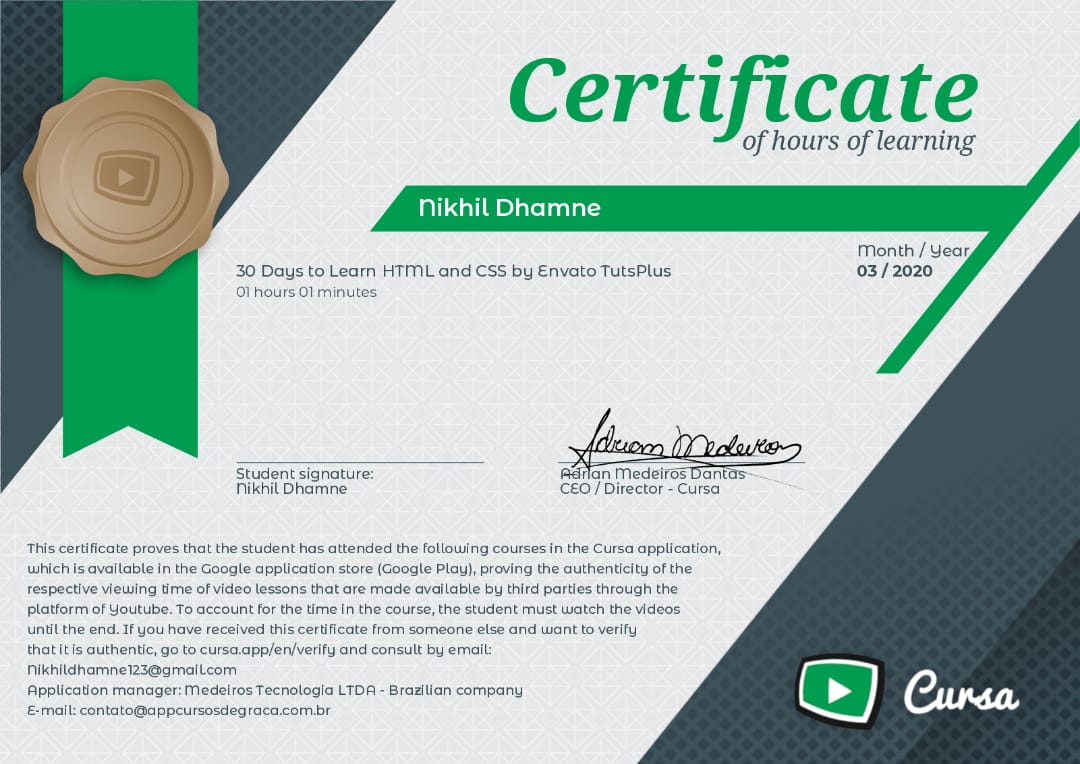 Certificate
of hours of learning
Nikhil Dhamne
Month / Year
03 / 2020
30 Days to Learn HTML and CSS by Envato TutsPlus
01 hours 01 minutes
Adrian Medeiros
Student signature:
Nikhil Dhamne
Adrian Medeiros Dantas
CEO / Director - Cursa
This certificate proves that the student has attended the following courses in the Cursa application,
which is available in the Google application store (Google Play), proving the authenticity of the
respective viewing time of video lessons that are made available by third parties through the
platform of Youtube. To account for the time in the course, the student must watch the videos
until the end. If you have received this certificate from someone else and want to verify
that it is authentic, go to cursa.app/en/verify and consult by email:
Nikhildhamne123@gmail.com
Application manager: Medeiros Tecnologia LTDA - Brazilian company
E-mail: contato@appcursosdegraca.com.br
Cursa